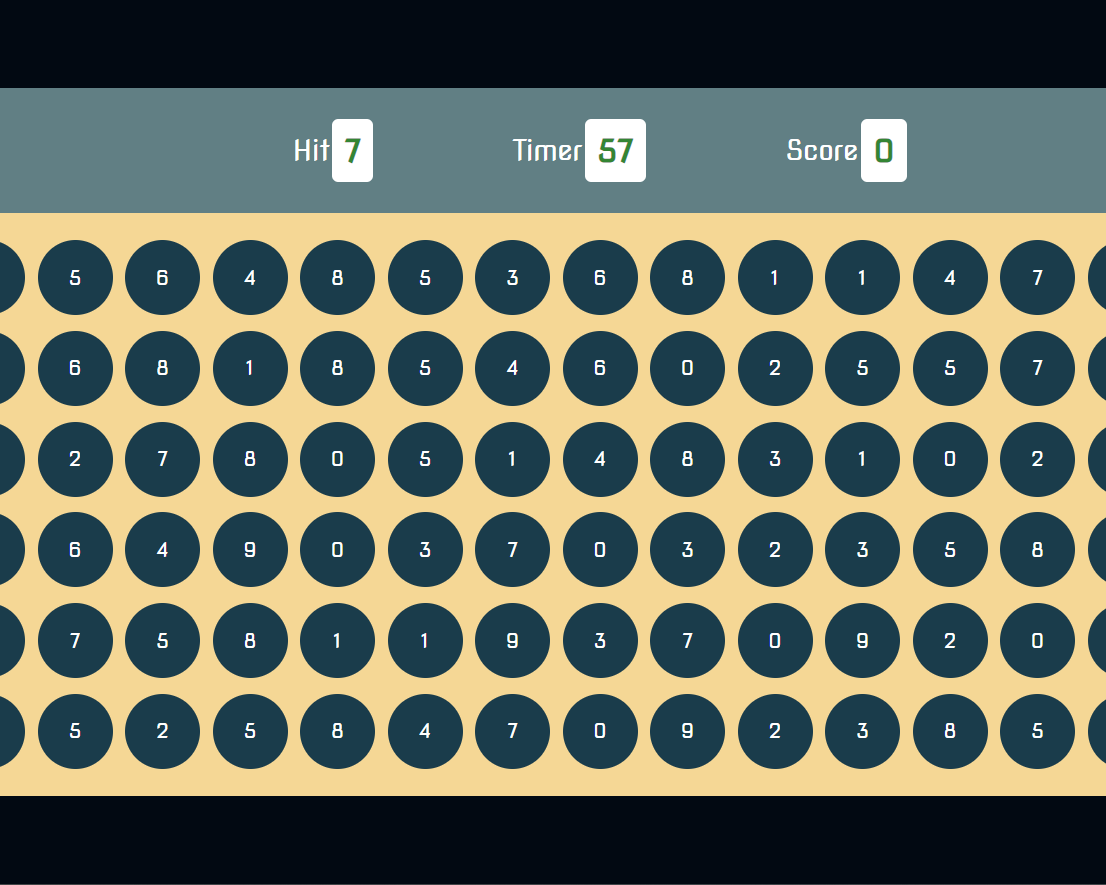 Hit 7 Timer 57 Score 0
5 6 4 8 5 3 6 8 1 1 4 7
6 8 1 8 5 4 6 0 2 5 5 7
2 7 8 0 5 1 4 8 3 1 0 2
6 4 9 0 3 7 0 3 2 3 5 8
7 5 8 1 1 9 3 7 0 9 2 0
5 2 5 8 4 7 0 9 2 3 8 5